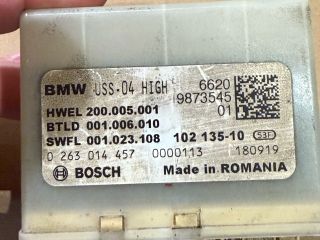 BMW USS-04 HIGH 6620
9873545
HWEL 200.005.001 01
BTLD 001.006.010
SWFL 001.023.108 102 135-10 S3F
0 263 014 457 0000113 180919
BOSCH Made in ROMANIA